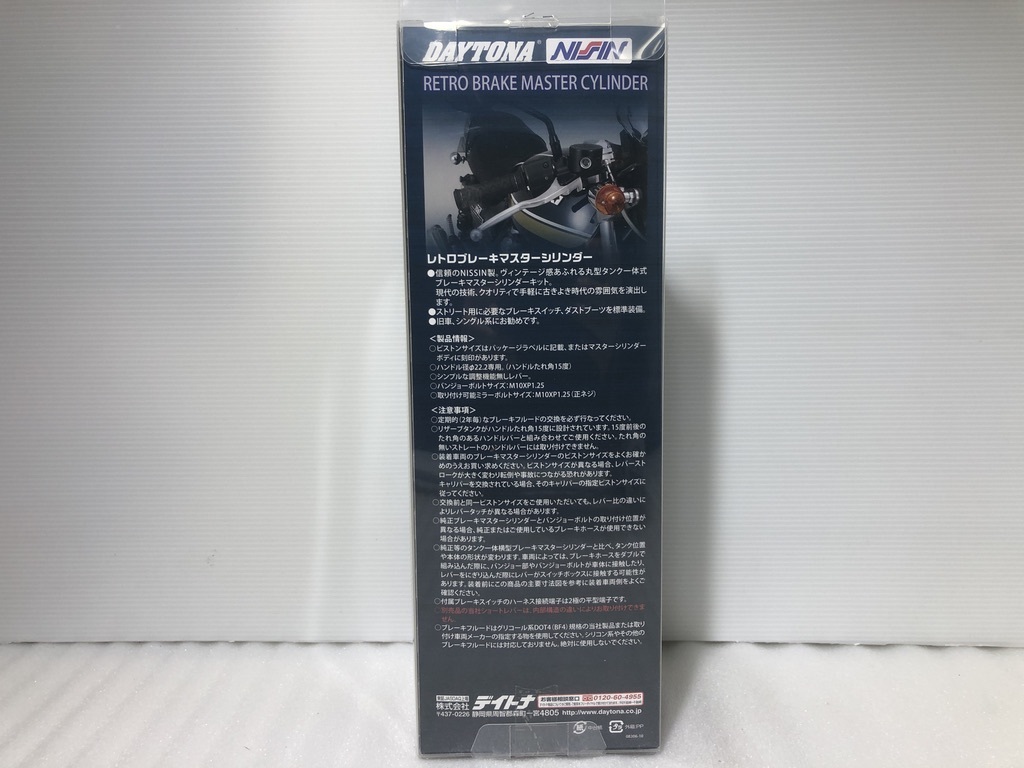 DAYTONA NISSIN
RETRO BRAKE MASTER CYLINDER
レトロブレーキマスターシリンダー
●信頼のNISSIN製。ヴィンテージ感あふれる丸型タンク一体式
ブレーキマスターシリンダーキット。
現代の技術、クオリティで手軽に古きよき時代の雰囲気を演出し
ます。
●ストリート用に必要なブレーキスイッチ、ダストブーツを標準装備。
●旧車、シングル系にお勧めです。
＜製品情報＞
○ピストンサイズはパッケージラベルに記載、またはマスターシリンダー
ボディに刻印があります。
○ハンドル径φ22.2専用。(ハンドルたれ角15度)
○シンプルな調整機能無しレバー。
○バンジョーボルトサイズ：M10XP1.25
○取り付け可能ミラーボルトサイズ：M10XP1.25(正ネジ)
＜注意事項＞
○定期的(2年毎)なブレーキフルードの交換を必ず行なってください。
○リザーブタンクがハンドルたれ角15度に設計されています。15度前後の
たれ角のあるハンドルバーと組み合わせてご使用ください。たれ角の
無いストレートのハンドルバーには取り付けできません。
○装着車両のブレーキマスターシリンダーのピストンサイズをよくお確か
めのうえお買い求めください。ピストンサイズが異なる場合、レバースト
ロークが大きく変わり転倒や事故につながる恐れがあります。
キャリパーを交換されている場合、そのキャリパーの指定ピストンサイズに
従ってください。
○交換前と同一ピストンサイズをご使用いただいても、レバー比の違いに
よりレバータッチが異なる場合があります。
○純正ブレーキマスターシリンダーとバンジョーボルトの取り付け位置が
異なる場合、純正またはご使用しているブレーキホースが使用できない
場合があります。
○純正等のタンク一体横型ブレーキマスターシリンダーと比べ、タンク位置
や本体の形状が変わります。車両によっては、ブレーキホースをダブルで
組み込んだ際に、バンジョー部やバンジョーボルトが車体に接触したり、
レバーをにぎり込んだ際にレバーがスイッチボックスに接触する可能性が
あります。装着前にこの商品の主要寸法図を参考に装着車両側をよくご
確認ください。
○付属ブレーキスイッチのハーネス接続端子は2極の平型端子です。
○別売品の当社ショートレバーは、内部構造の違いによりお取り付けできま
せん。
○ブレーキフルードはグリコール系DOT4(BF4)規格の当社製品または取り
付け車両メーカーの指定する物を使用してください。シリコン系やその他の
ブレーキフルードには対応しておりません。絶対に使用しないでください。
株式会社 デイトナ お客様相談窓口 0120-60-4955
〒437-0226 静岡県周智郡森町一宮4805 http://www.daytona.co.jp